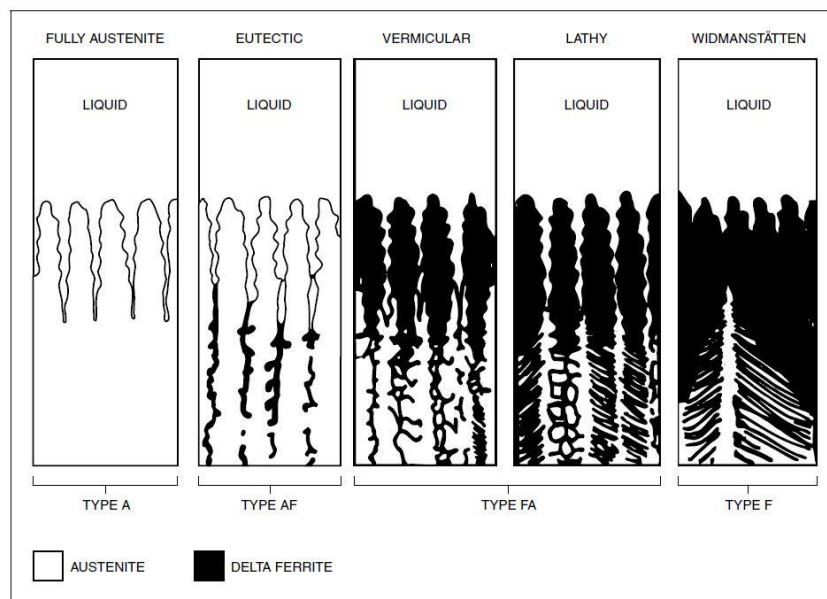 FULLY AUSTENITE
EUTECTIC
VERMICULAR
LATHY
WIDMANSTÄTTEN
LIQUID
LIQUID
LIQUID
LIQUID
LIQUID
TYPE A
TYPE AF
TYPE FA
TYPE F
AUSTENITE
DELTA FERRITE